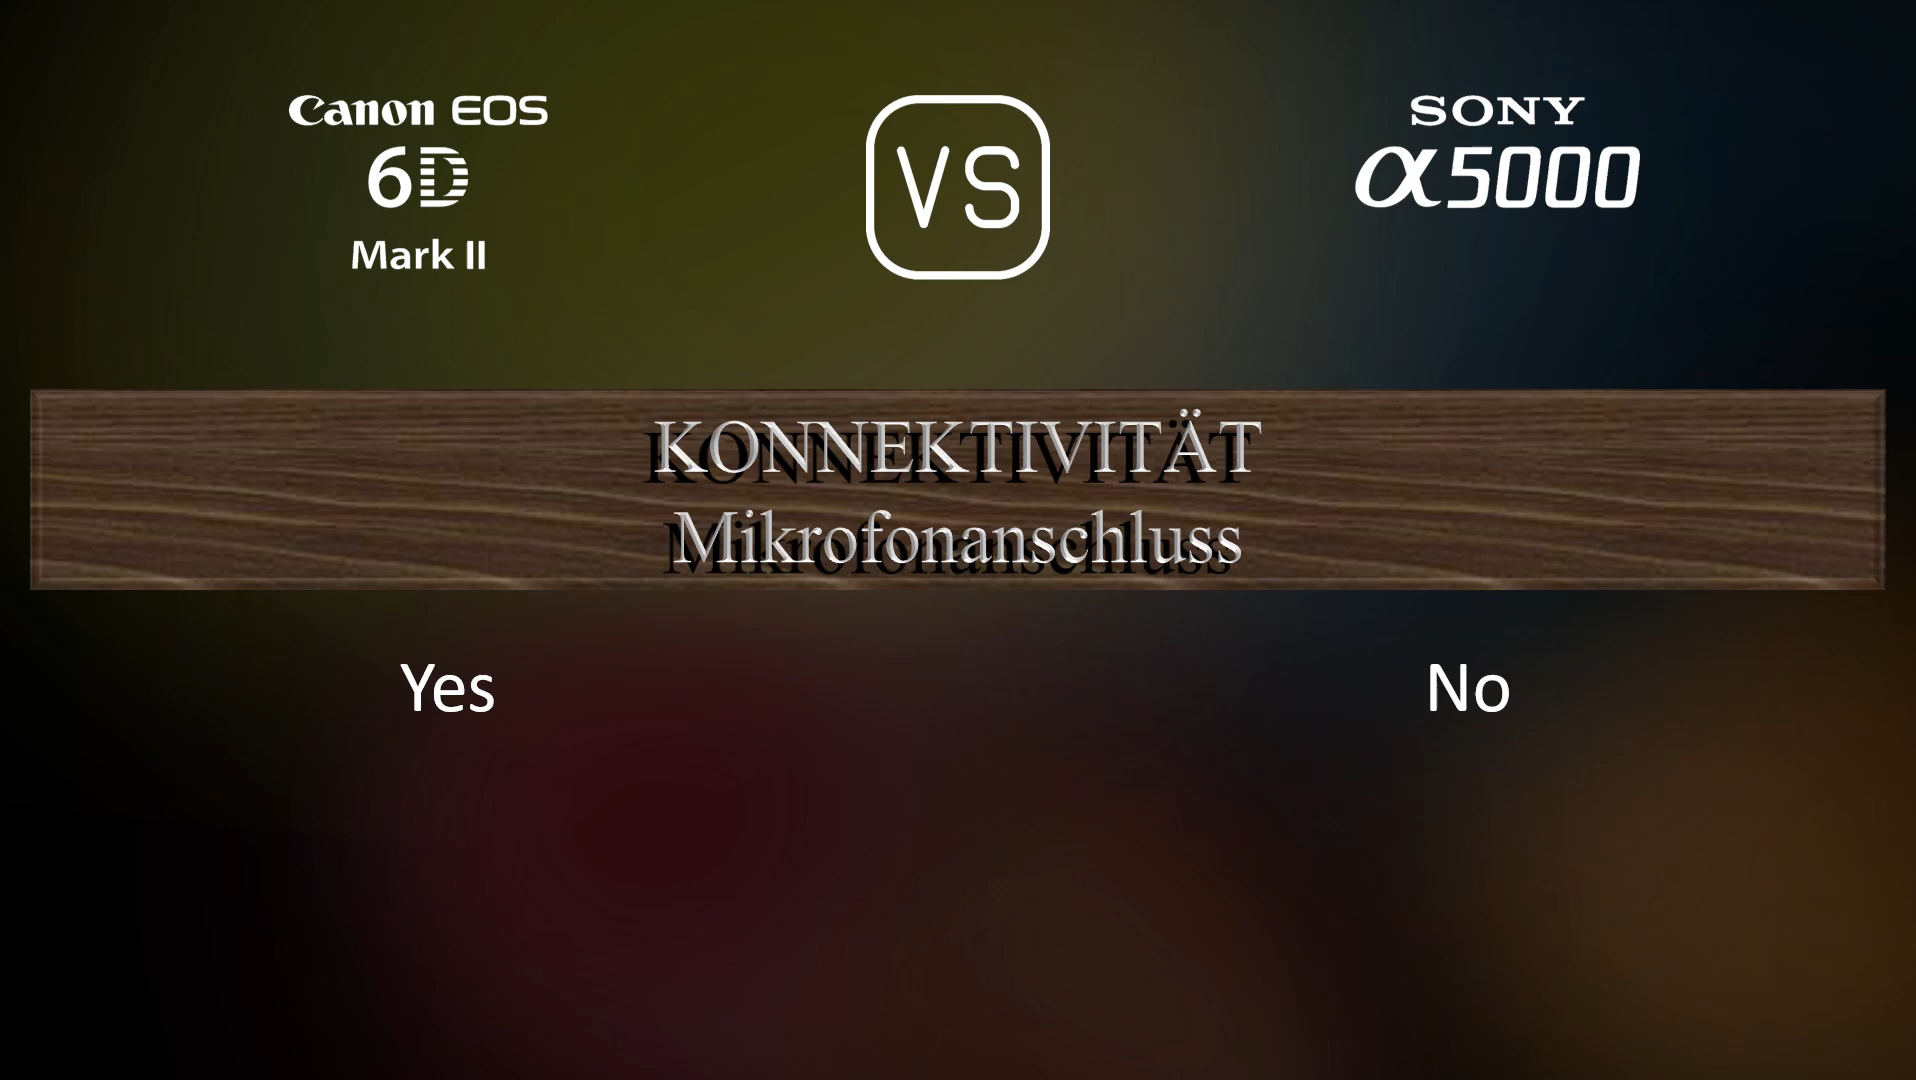 Canon EOS
6D
Mark II
VS
SONY
α5000
KONNEKTIVITÄT
Mikrofonanschluss
Yes
No